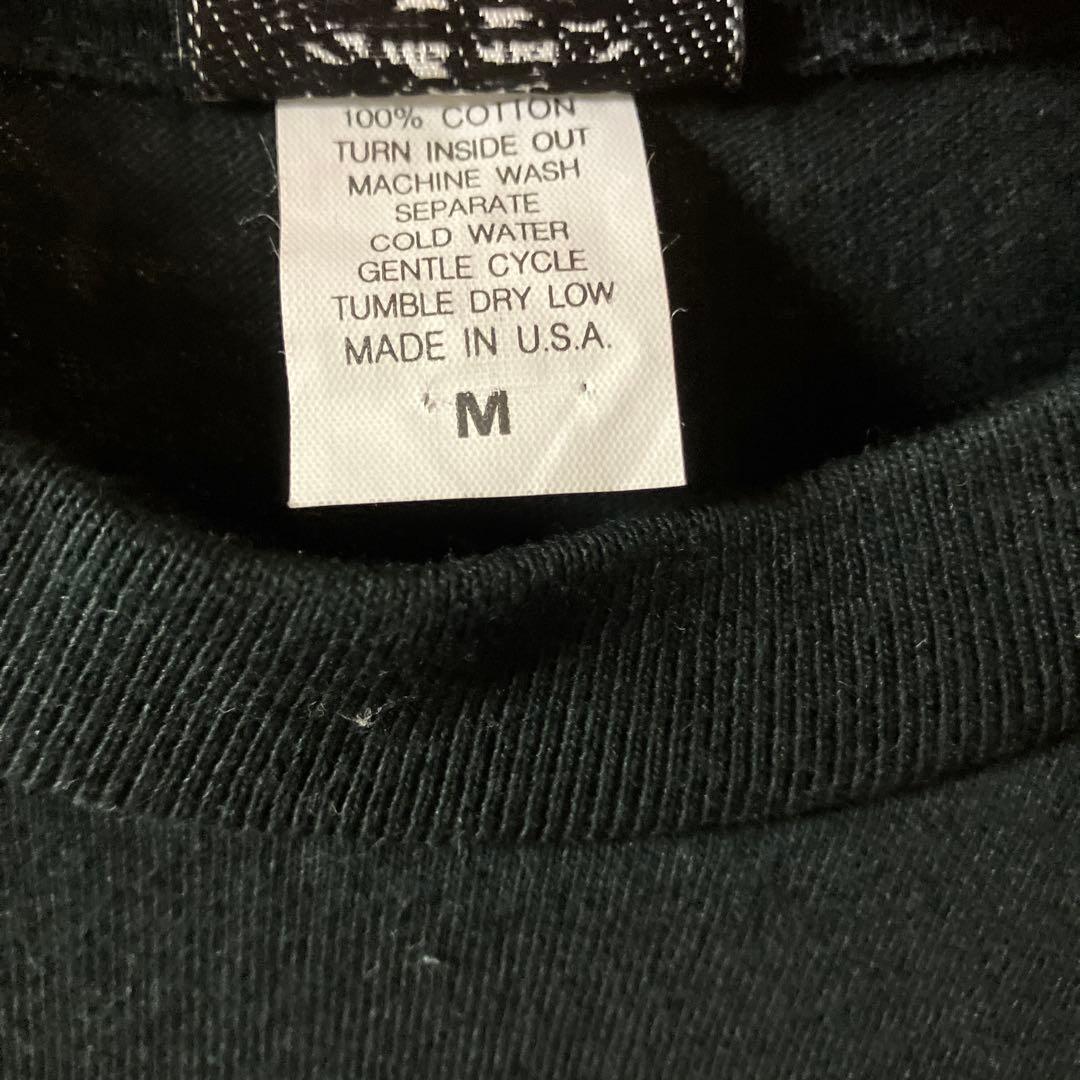 100% COTTON
TURN INSIDE OUT
MACHINE WASH
SEPARATE
COLD WATER
GENTLE CYCLE
TUMBLE DRY LOW
MADE IN U.S.A.
M